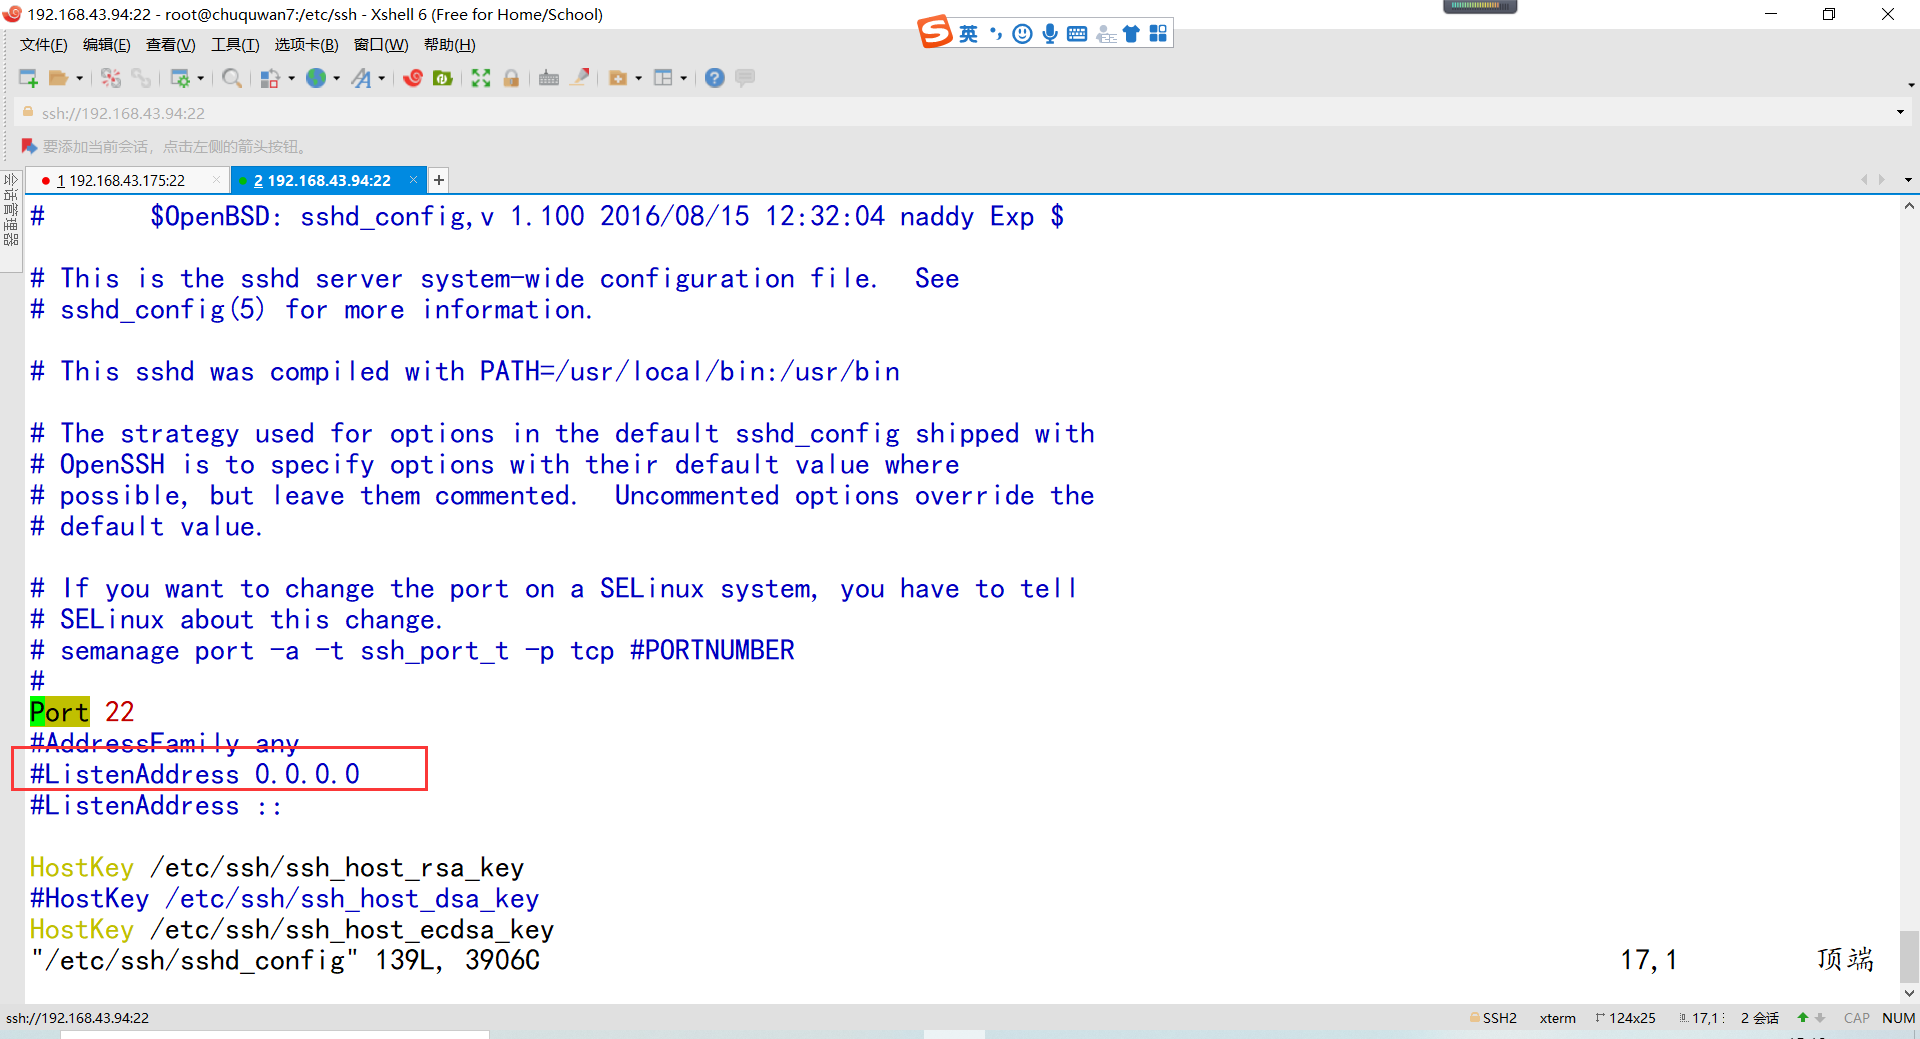 192.168.43.94:22 - root@chuquwan7:/etc/ssh - Xshell 6 (Free for Home/School)
英
文件(F) 编辑(E) 查看(V) 工具(T) 选项卡(B) 窗口(W) 帮助(H)
ssh://192.168.43.94:22
要添加当前会话，点击左侧的箭头按钮。
会话管理器
1 192.168.43.175:22 × 2 192.168.43.94:22 × +
#       $OpenBSD: sshd_config,v 1.100 2016/08/15 12:32:04 naddy Exp $
# This is the sshd server system-wide configuration file.  See
# sshd_config(5) for more information.
# This sshd was compiled with PATH=/usr/local/bin:/usr/bin
# The strategy used for options in the default sshd_config shipped with
# OpenSSH is to specify options with their default value where
# possible, but leave them commented.  Uncommented options override the
# default value.
# If you want to change the port on a SELinux system, you have to tell
# SELinux about this change.
# semanage port -a -t ssh_port_t -p tcp #PORTNUMBER
#
Port 22
#AddressFamily any
#ListenAddress 0.0.0.0
#ListenAddress ::
HostKey /etc/ssh/ssh_host_rsa_key
#HostKey /etc/ssh/ssh_host_dsa_key
HostKey /etc/ssh/ssh_host_ecdsa_key
"/etc/ssh/sshd_config" 139L, 3906C 17,1 顶端
ssh://192.168.43.94:22 SSH2 xterm 124x25 17,1 2 会话 CAP NUM